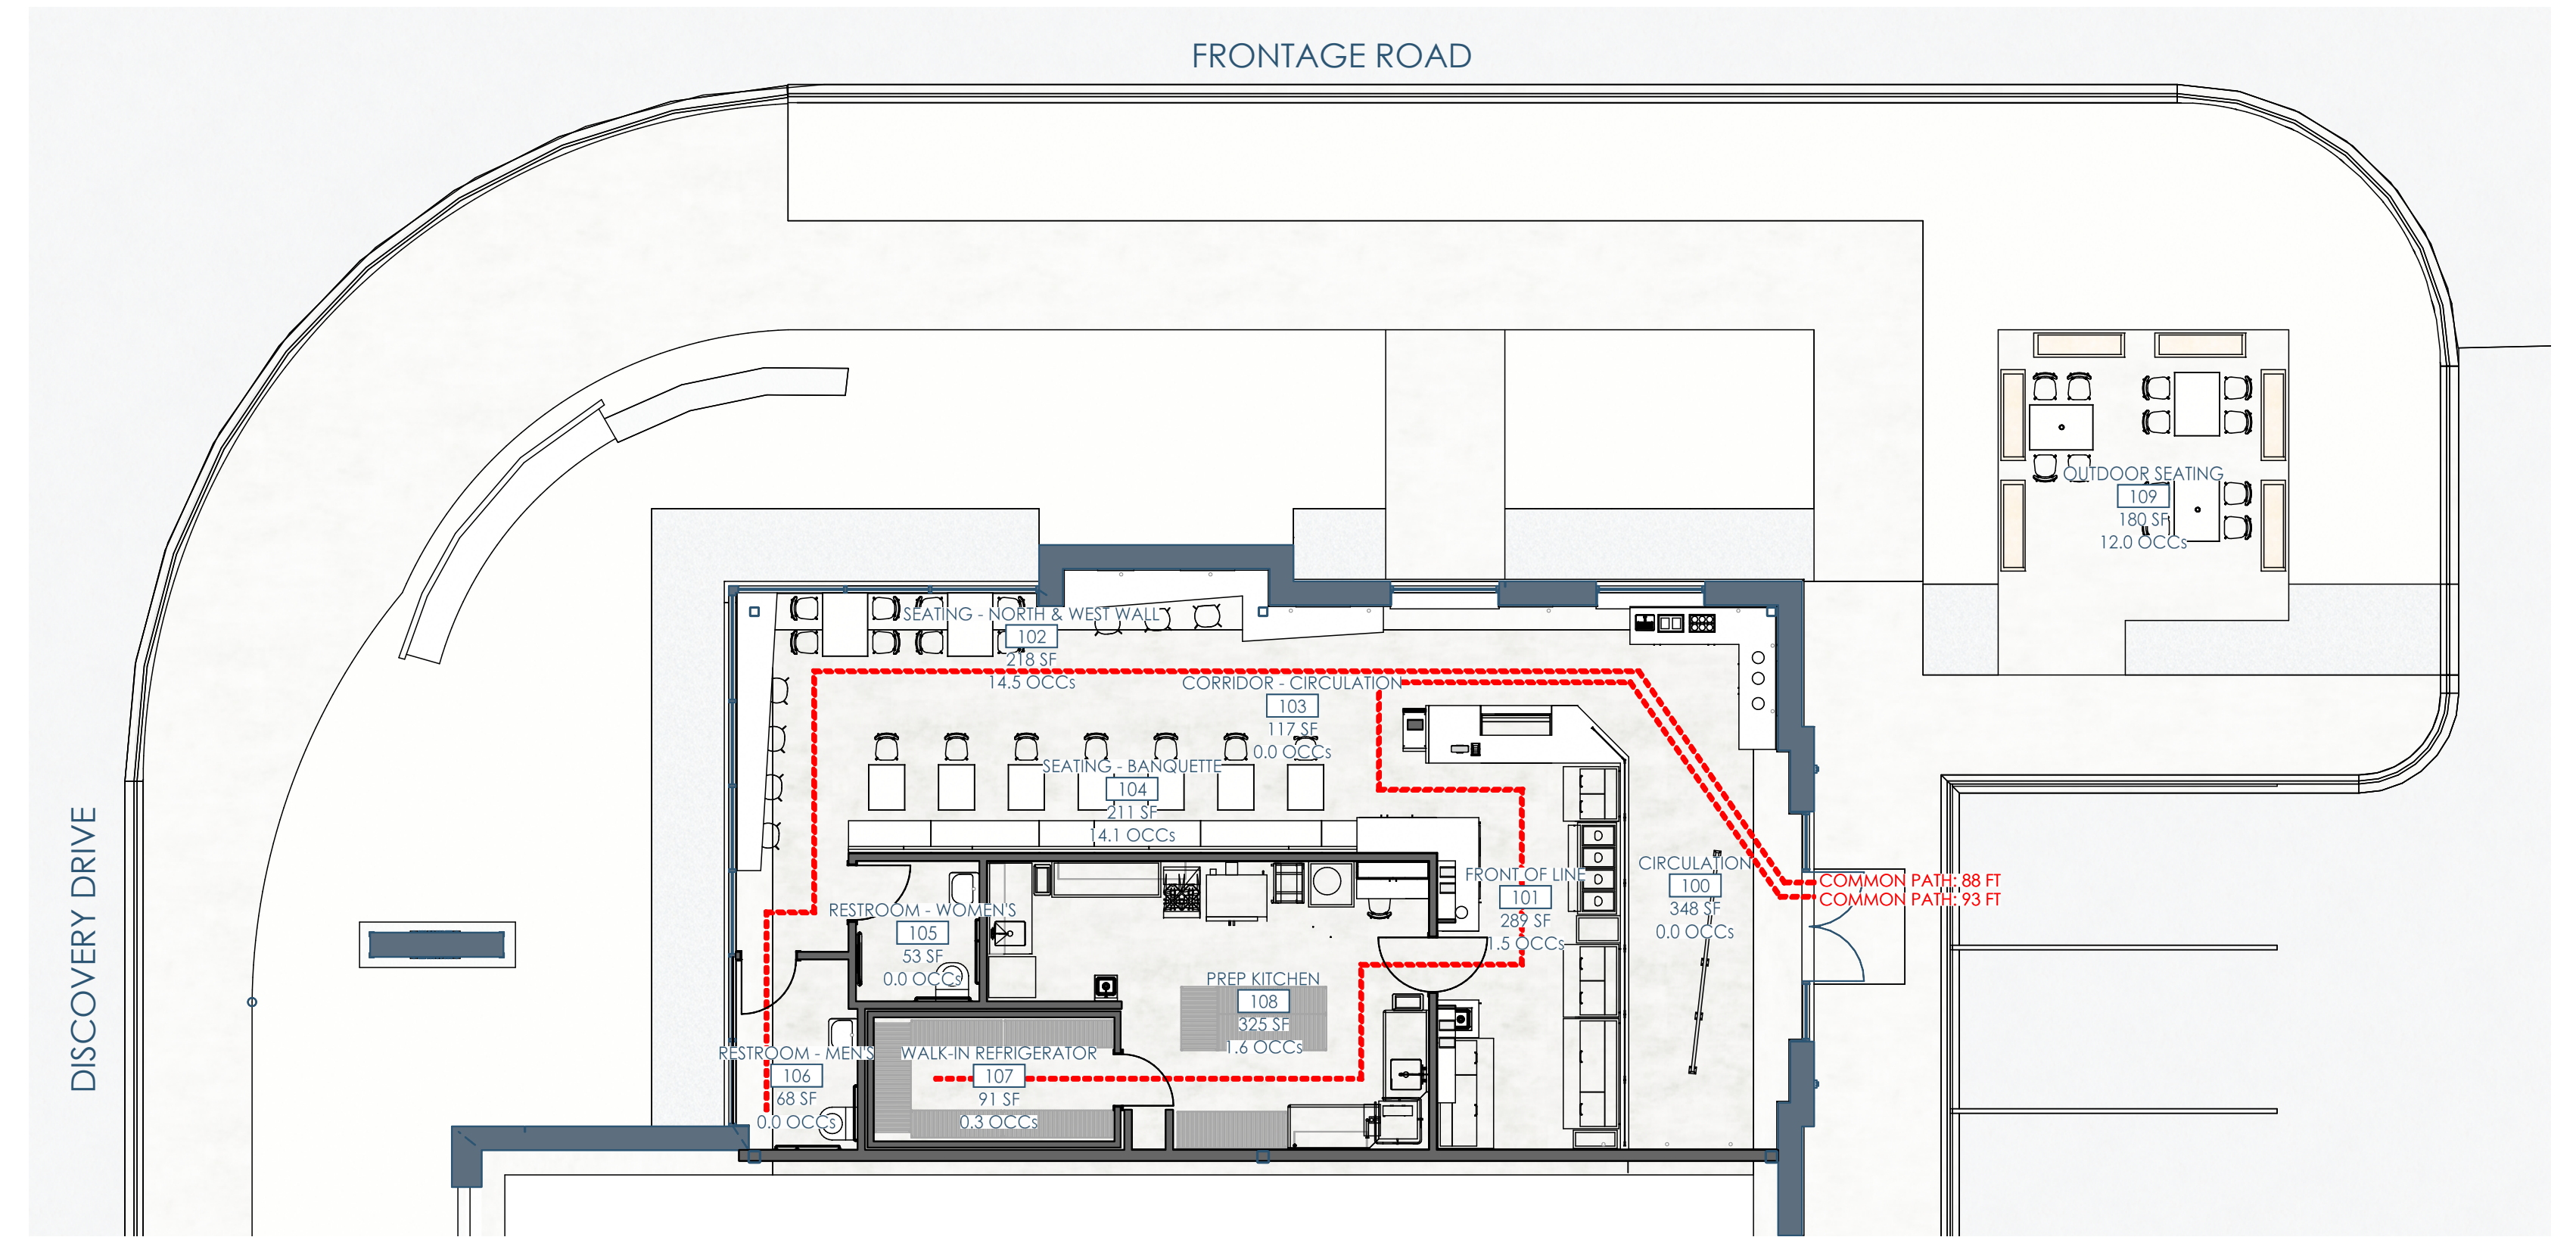 FRONTAGE ROAD
DISCOVERY DRIVE
OUTDOOR SEATING
109
180 SF
12.0 OCCs
SEATING - NORTH & WEST WALL
102
218 SF
14.5 OCCs
CORRIDOR - CIRCULATION
103
117 SF
0.0 OCCs
SEATING - BANQUETTE
104
211 SF
14.1 OCCs
FRONT OF LINE
101
289 SF
1.5 OCCs
CIRCULATION
100
348 SF
0.0 OCCs
COMMON PATH: 88 FT
COMMON PATH: 93 FT
RESTROOM - WOMEN'S
105
53 SF
0.0 OCCs
PREP KITCHEN
108
325 SF
1.6 OCCs
RESTROOM - MEN'S
106
68 SF
0.0 OCCs
WALK-IN REFRIGERATOR
107
91 SF
0.3 OCCs